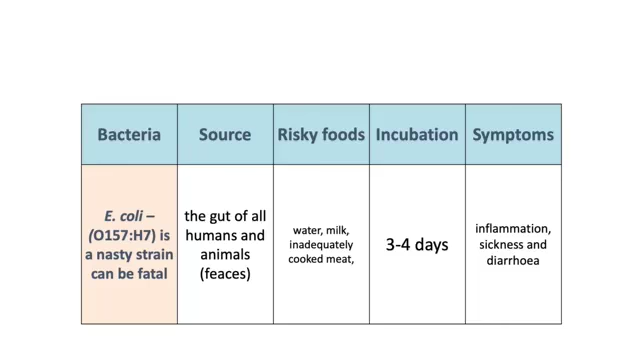 Bacteria
Source
Risky foods
Incubation
Symptoms
E. coli –
(O157:H7) is
a nasty strain
can be fatal
the gut of all
humans and
animals
(feaces)
water, milk,
inadequately
cooked meat,
3-4 days
inflammation,
sickness and
diarrhoea